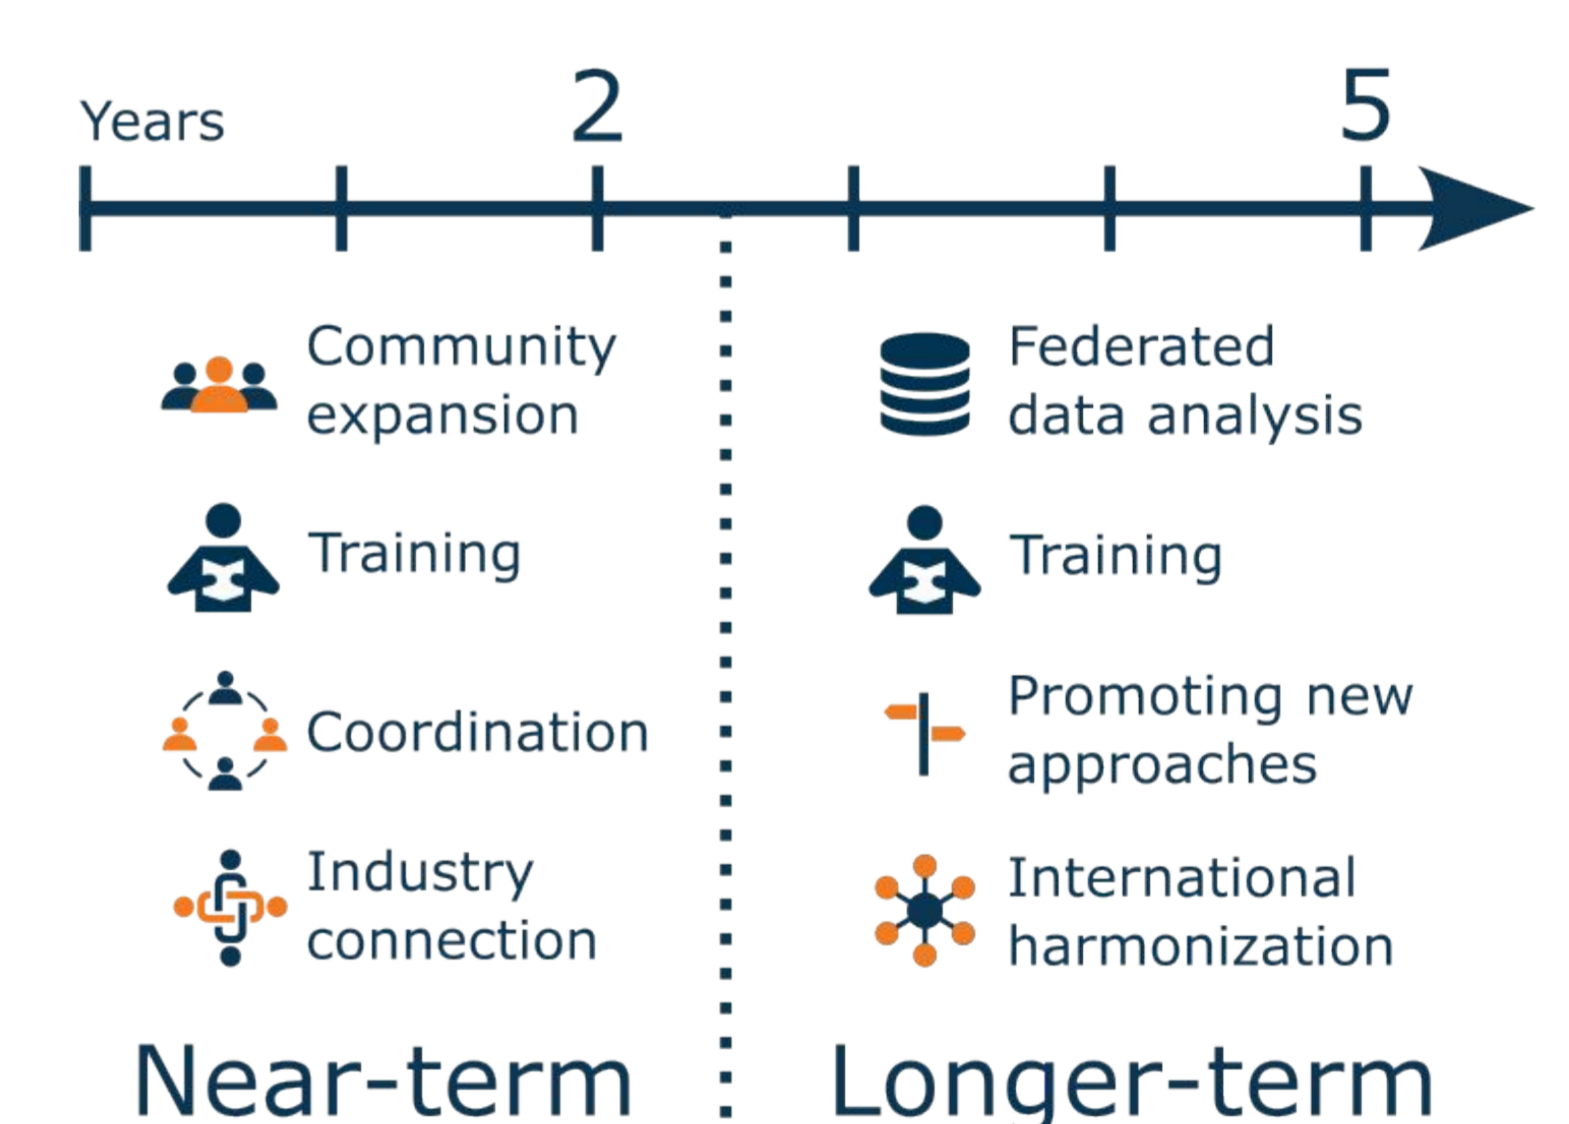 Years
2
5
Community
expansion
Training
Coordination
Industry
connection
Near-term
Federated
data analysis
Training
Promoting new
approaches
International
harmonization
Longer-term